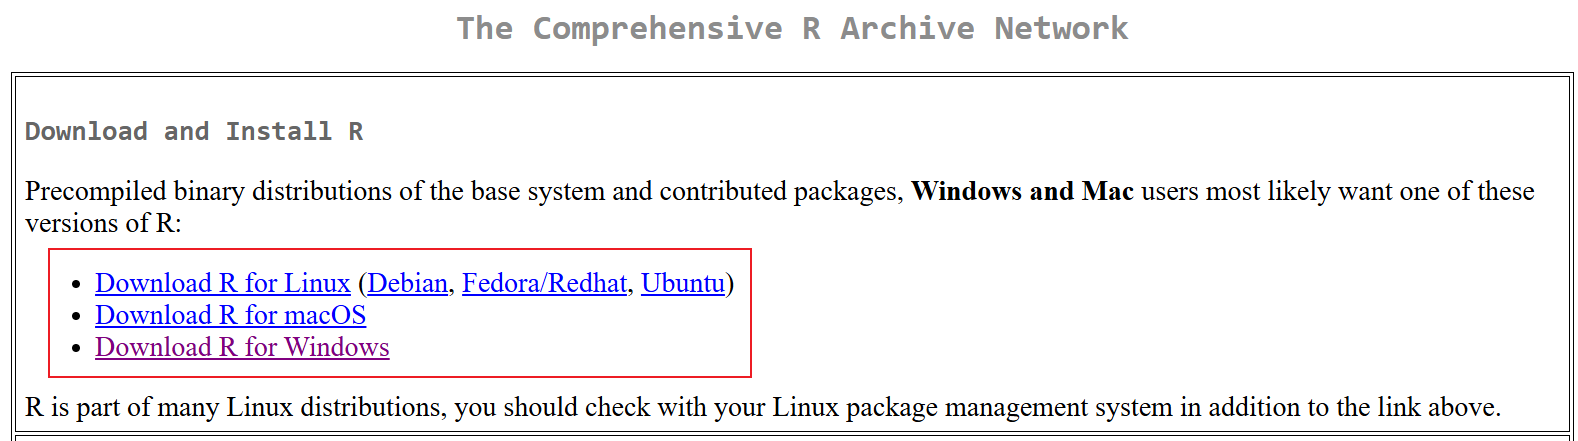 The Comprehensive R Archive Network
Download and Install R
Precompiled binary distributions of the base system and contributed packages, Windows and Mac users most likely want one of these
versions of R:
• Download R for Linux (Debian, Fedora/Redhat, Ubuntu)
• Download R for macOS
• Download R for Windows
R is part of many Linux distributions, you should check with your Linux package management system in addition to the link above.